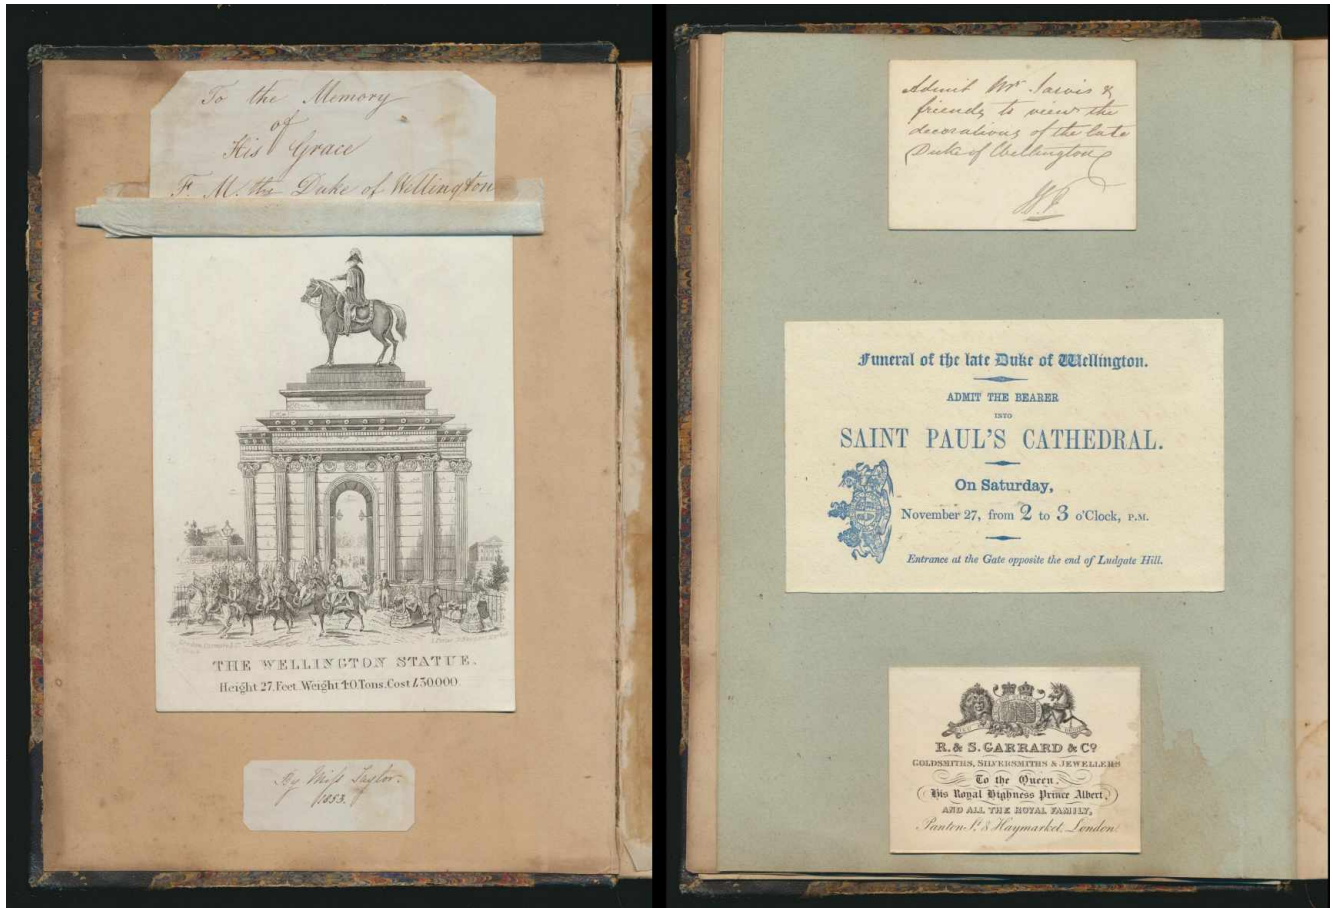 To the Memory
of
His Grace
F. M. the Duke of Wellington
THE WELLINGTON STATUE.
Height 27. Feet. Weight 40 Tons. Cost £30.000
By Miss Taylor.
1853.
Admit Mr Jarvis &
friends to view the
decorations of the late
Duke of Wellington
Funeral of the late Duke of Wellington.
ADMIT THE BEARER
INTO
SAINT PAUL'S CATHEDRAL.
On Saturday,
November 27, from 2 to 3 o'Clock, P.M.
Entrance at the Gate opposite the end of Ludgate Hill.
R. & S. GARRARD & Co
GOLDSMITHS, SILVERSMITHS & JEWELLERS
To the Queen,
His Royal Highness Prince Albert,
AND ALL THE ROYAL FAMILY,
Panton St. & Haymarket, London.